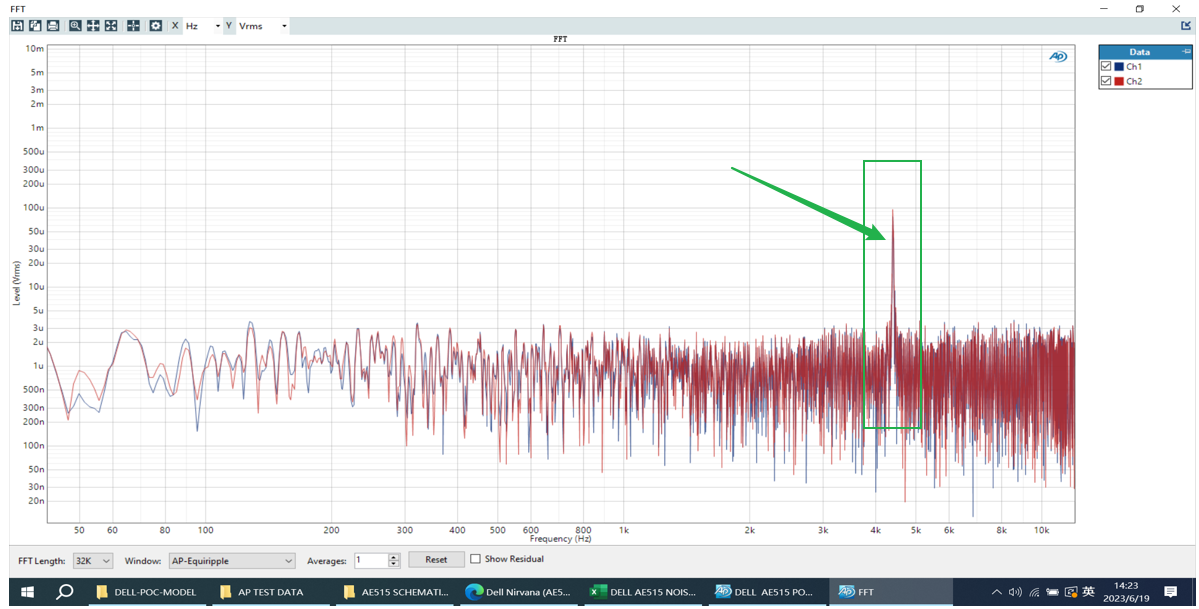 FFT
X Hz Y Vrms
FFT
10m
5m
3m
2m
1m
500u
300u
200u
100u
50u
30u
20u
10u
5u
3u
2u
1u
500n
300n
200n
100n
50n
30n
20n
Level (Vrms)
AP
50 60 80 100 200 300 400 500 600 800 1k 2k 3k 4k 5k 6k 8k 10k
Frequency (Hz)
Data
Ch1
Ch2
FFT Length: 32K Window: AP-Equiripple Averages: 1 Reset Show Residual
DELL-POC-MODEL AP TEST DATA AE515 SCHEMATI... Dell Nirvana (AE5... DELL AE515 NOIS... DELL AE515 PO... FFT 英 14:23
2023/6/19